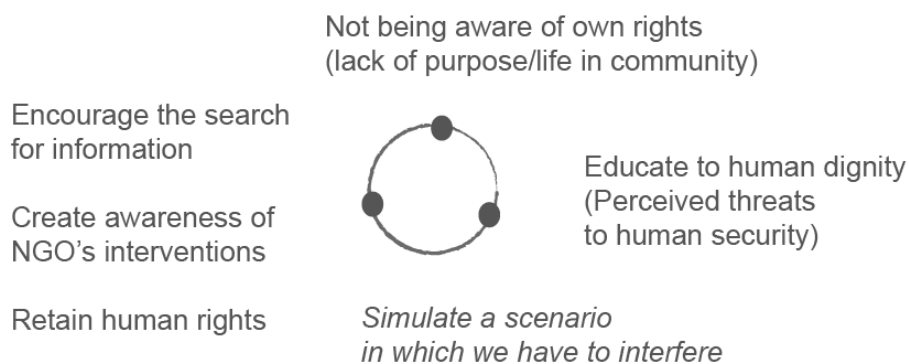 Not being aware of own rights
(lack of purpose/life in community)
Encourage the search
for information
Educate to human dignity
(Perceived threats
to human security)
Create awareness of
NGO’s interventions
Retain human rights
Simulate a scenario
in which we have to interfere